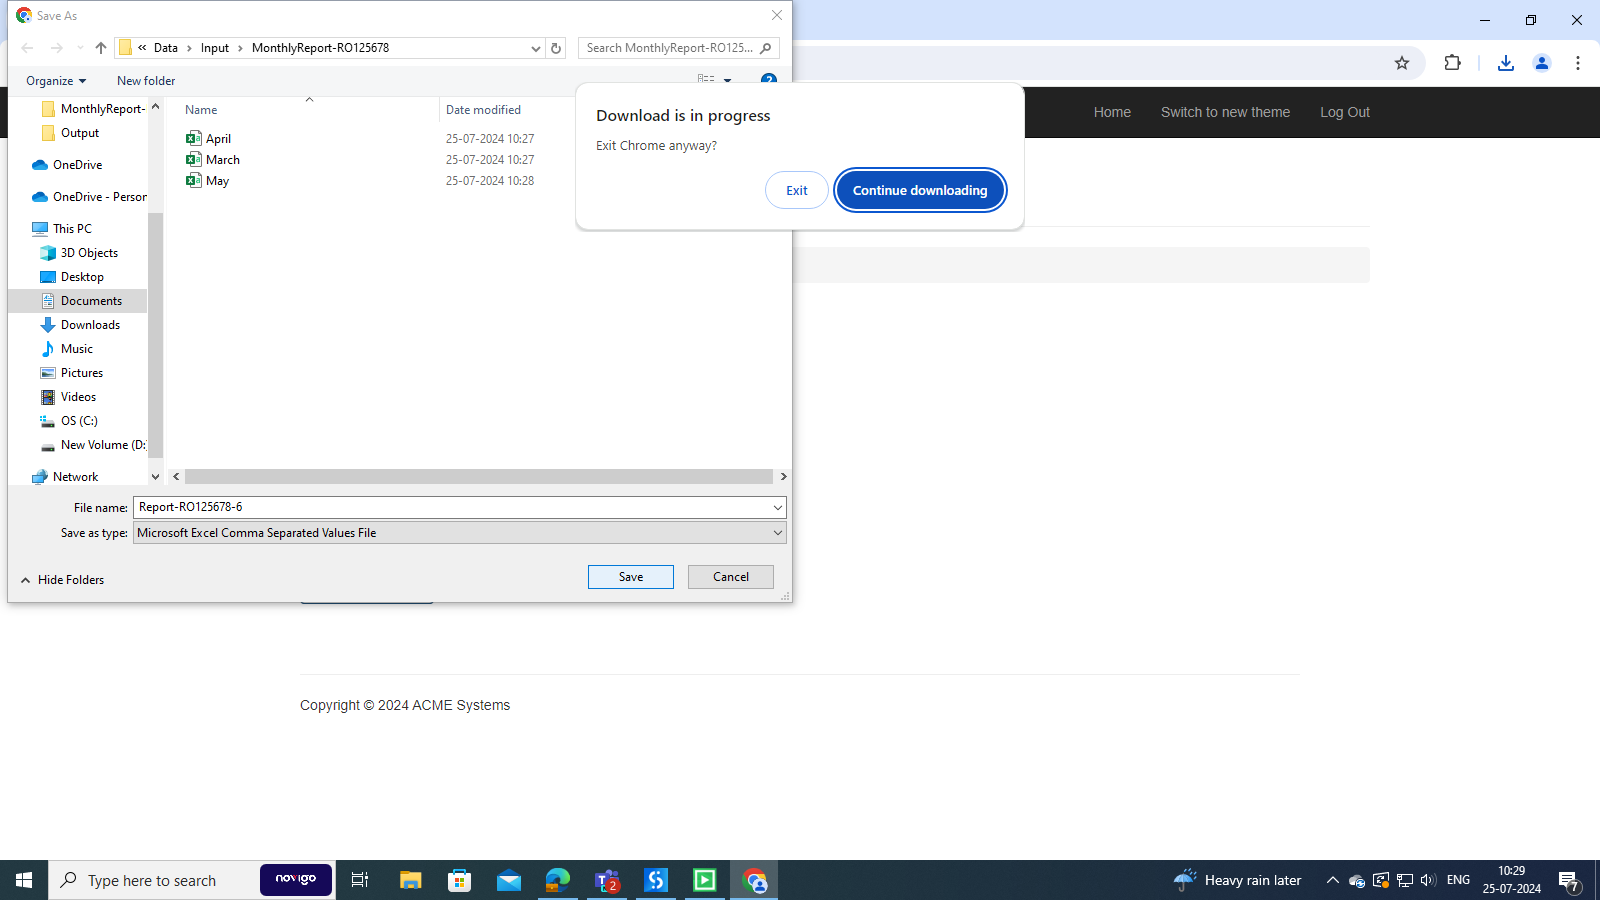 Save As
« Data > Input > MonthlyReport-RO125678
Search MonthlyReport-RO125...
Organize
New folder
?
Name
Date modified
MonthlyReport-
Output
OneDrive
OneDrive - Person
This PC
3D Objects
Desktop
Documents
Downloads
Music
Pictures
Videos
OS (C:)
New Volume (D:
Network
April 25-07-2024 10:27
March 25-07-2024 10:27
May 25-07-2024 10:28
Download is in progress
Exit Chrome anyway?
Exit
Continue downloading
Home
Switch to new theme
Log Out
File name: Report-RO125678-6
Save as type: Microsoft Excel Comma Separated Values File
Hide Folders
Save
Cancel
Copyright © 2024 ACME Systems
Type here to search
novigo
2
Heavy rain later
ENG
10:29
25-07-2024
7